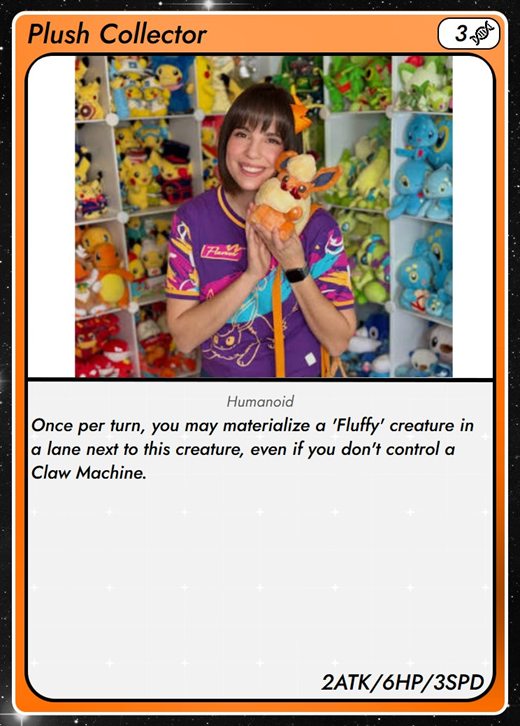 Plush Collector
3
Humanoid
Once per turn, you may materialize a 'Fluffy' creature in
a lane next to this creature, even if you don't control a
Claw Machine.
2ATK/6HP/3SPD